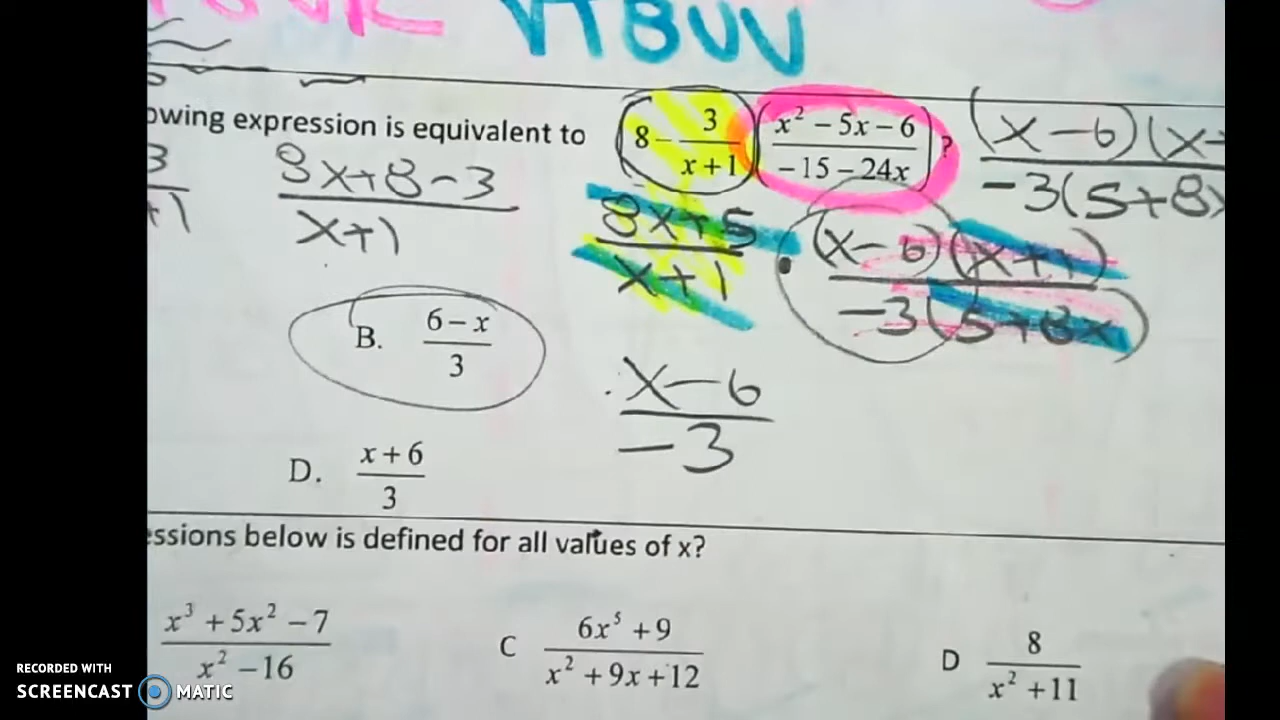 owing expression is equivalent to (8 - 3/(x+1)) ((x² - 5x - 6)/(-15 - 24x)) ?
(x-6)(x+
-3(5+8x
3
+1
8x+8-3
x+1
8x+5
x+1
· (x-6)(x+1)
-3(5+8x)
B. (6-x)/3
x-6
-3
D. (x+6)/3
essions below is defined for all values of x?
(x³ + 5x² - 7)/(x² - 16)
C (6x⁵ + 9)/(x² + 9x + 12)
D 8/(x² + 11)
RECORDED WITH
SCREENCAST MATIC